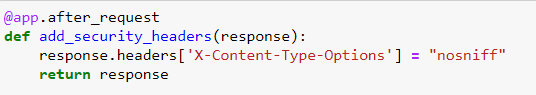 @app.after_request
def add_security_headers(response):
    response.headers['X-Content-Type-Options'] = "nosniff"
    return response